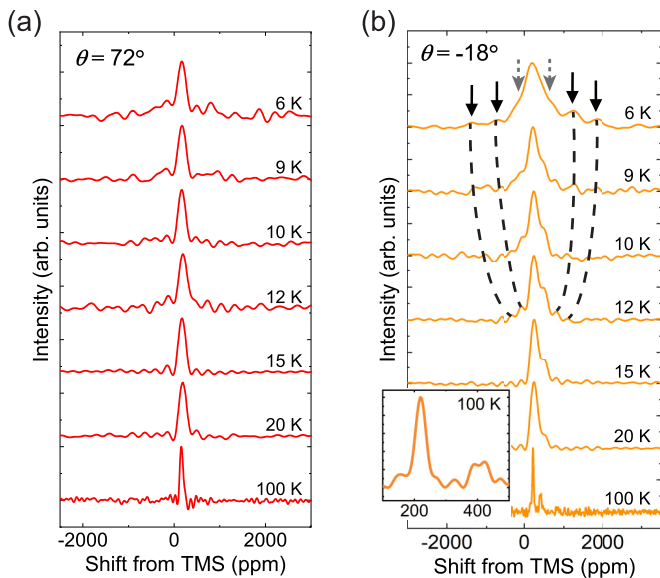 (a)
θ = 72°
6 K
9 K
10 K
12 K
15 K
20 K
100 K
Intensity (arb. units)
-2000 0 2000
Shift from TMS (ppm)
(b)
θ = -18°
6 K
9 K
10 K
12 K
15 K
20 K
100 K
Intensity (arb. units)
100 K
200 400
0 2000
Shift from TMS (ppm)